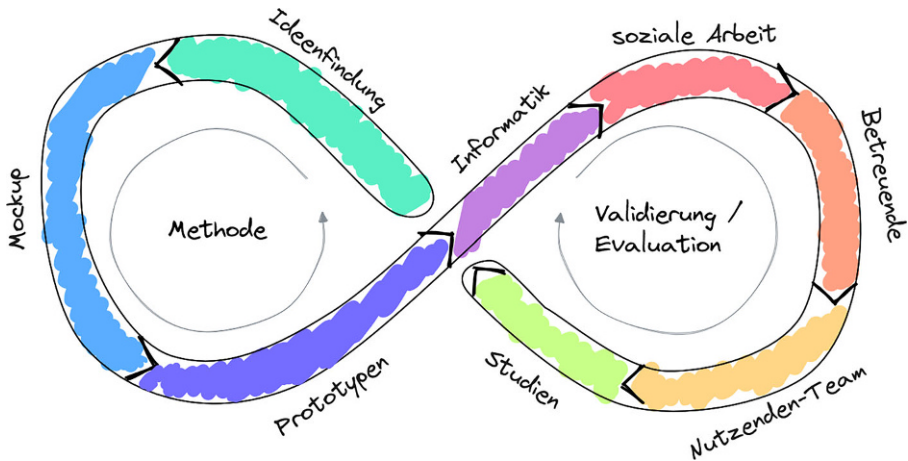 Ideenfindung
Mockup
Methode
Prototypen
Informatik
soziale Arbeit
Betreuende
Validierung /
Evaluation
Nutzenden-Team
Studien